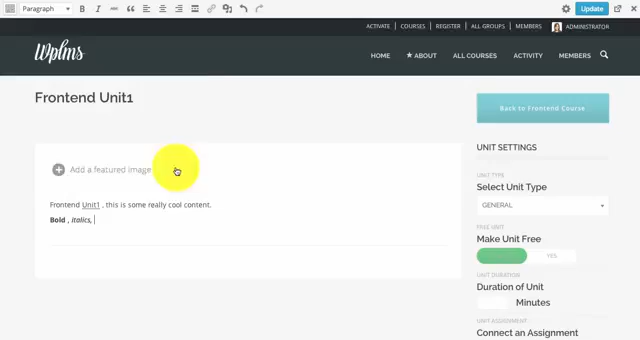 Paragraph B I ABC “ Update
ACTIVATE COURSES REGISTER ALL GROUPS MEMBERS ADMINISTRATOR
Wplms HOME ABOUT ALL COURSES ACTIVITY MEMBERS
Frontend Unit1
Back to Frontend Course
UNIT SETTINGS
Add a featured image
UNIT TYPE
Select Unit Type
GENERAL
Frontend Unit1 , this is some really cool content.
Bold , Italics,
FREE UNIT
Make Unit Free
YES
UNIT DURATION
Duration of Unit
Minutes
UNIT ASSIGNMENT
Connect an Assignment